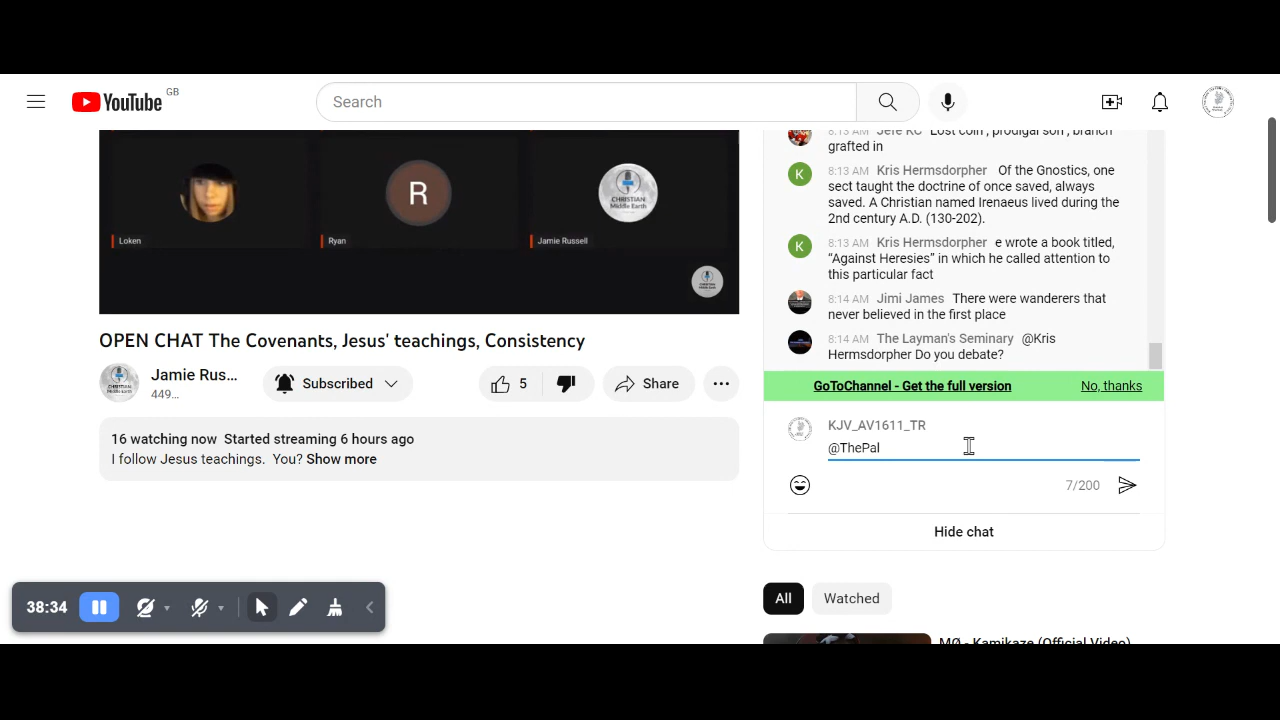 YouTube GB
Search
8:13 AM Jefe KC Lost coin , prodigal son , branch
grafted in
K 8:13 AM Kris Hermsdorpher Of the Gnostics, one
sect taught the doctrine of once saved, always
saved. A Christian named Irenaeus lived during the
2nd century A.D. (130-202).
K 8:13 AM Kris Hermsdorpher e wrote a book titled,
“Against Heresies” in which he called attention to
this particular fact
8:14 AM Jimi James There were wanderers that
never believed in the first place
8:14 AM The Layman's Seminary @Kris
Hermsdorpher Do you debate?
GoToChannel - Get the full version No, thanks
KJV_AV1611_TR
@ThePal
7/200
Hide chat
All Watched
MØ - Kamikaze (Official Video)
R
CHRISTIAN
Middle Earth
Loken Ryan Jamie Russell
OPEN CHAT The Covenants, Jesus' teachings, Consistency
Jamie Rus...
449...
Subscribed
5
Share
16 watching now Started streaming 6 hours ago
I follow Jesus teachings. You? Show more
38:34